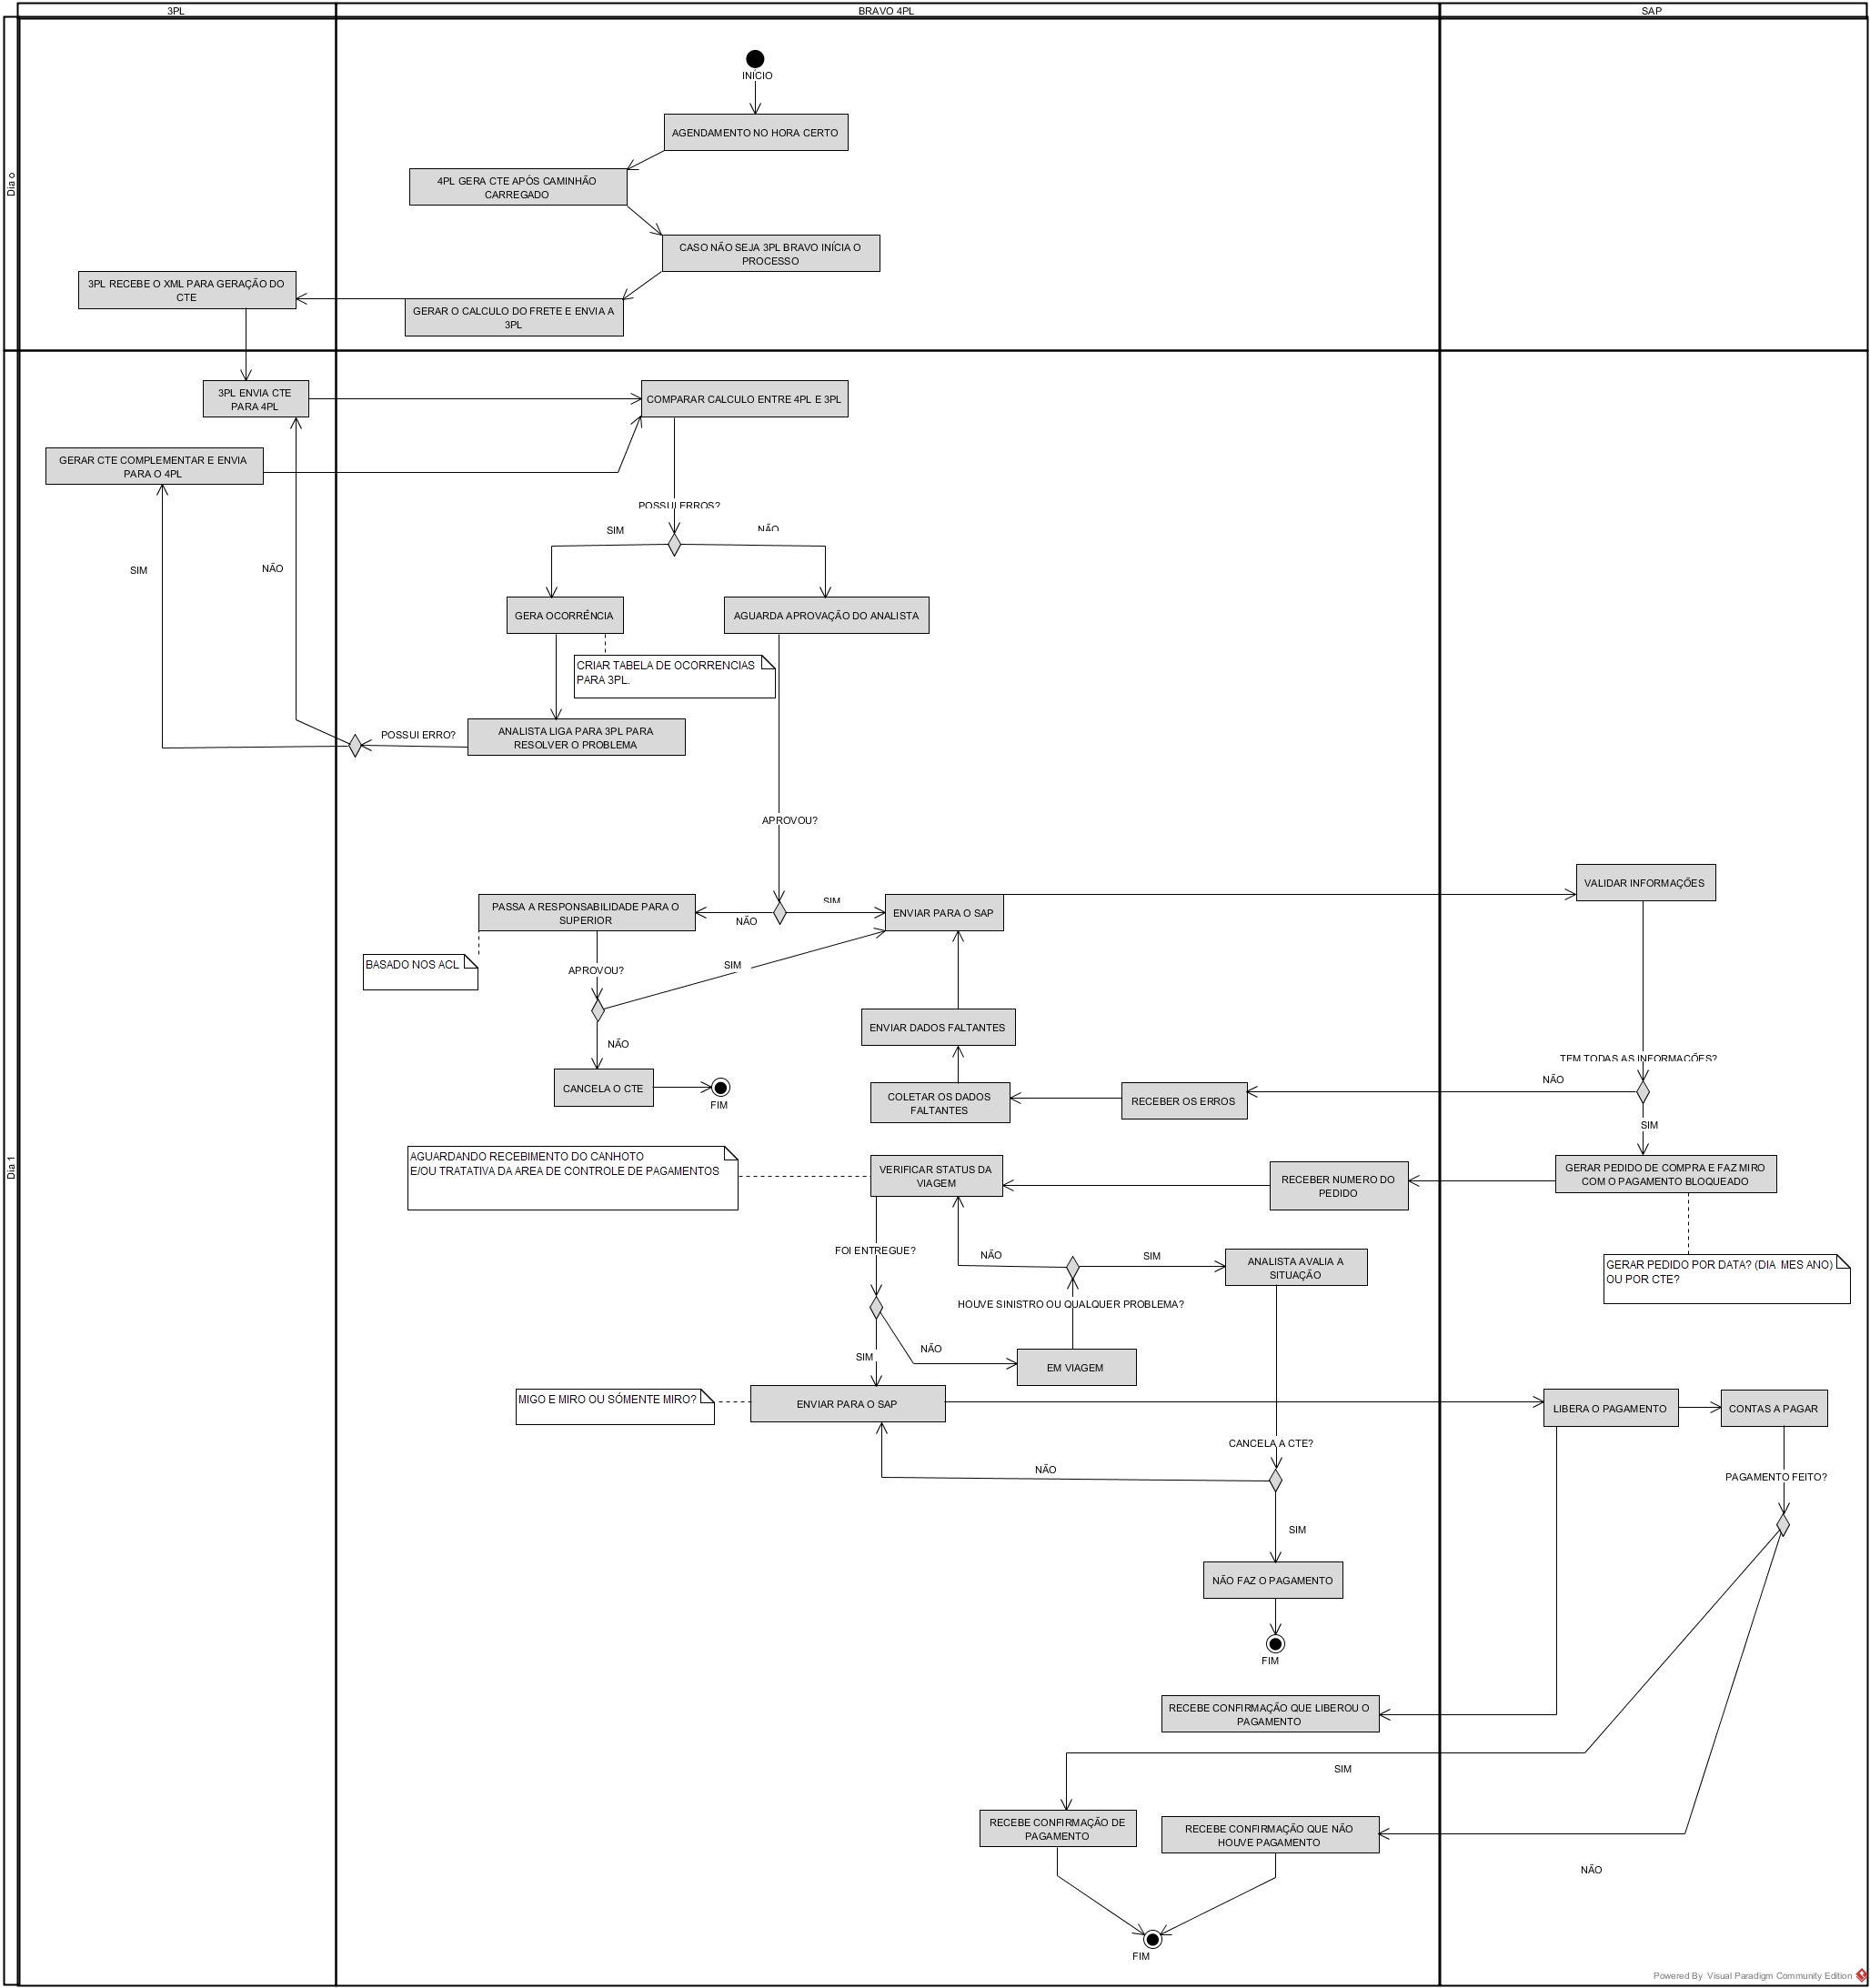 3PL
BRAVO 4PL
SAP
Dia o
INÍCIO
AGENDAMENTO NO HORA CERTO
4PL GERA CTE APÓS CAMINHÃO
CARREGADO
CASO NÃO SEJA 3PL BRAVO INÍCIA O
PROCESSO
3PL RECEBE O XML PARA GERAÇÃO DO
CTE
GERAR O CALCULO DO FRETE E ENVIA A
3PL
Dia 1
3PL ENVIA CTE
PARA 4PL
COMPARAR CALCULO ENTRE 4PL E 3PL
GERAR CTE COMPLEMENTAR E ENVIA
PARA O 4PL
POSSUI ERROS?
SIM
NÃO
SIM
NÃO
GERA OCORRÊNCIA
AGUARDA APROVAÇÃO DO ANALISTA
CRIAR TABELA DE OCORRENCIAS
PARA 3PL.
ANALISTA LIGA PARA 3PL PARA
RESOLVER O PROBLEMA
POSSUI ERRO?
APROVOU?
VALIDAR INFORMAÇÕES
PASSA A RESPONSABILIDADE PARA O
SUPERIOR
NÃO
SIM
ENVIAR PARA O SAP
BASADO NOS ACL
APROVOU?
SIM
ENVIAR DADOS FALTANTES
NÃO
TEM TODAS AS INFORMAÇÕES?
NÃO
CANCELA O CTE
FIM
COLETAR OS DADOS
FALTANTES
RECEBER OS ERROS
SIM
AGUARDANDO RECEBIMENTO DO CANHOTO
E/OU TRATATIVA DA AREA DE CONTROLE DE PAGAMENTOS
VERIFICAR STATUS DA
VIAGEM
RECEBER NUMERO DO
PEDIDO
GERAR PEDIDO DE COMPRA E FAZ MIRO
COM O PAGAMENTO BLOQUEADO
FOI ENTREGUE?
NÃO
SIM
ANALISTA AVALIA A
SITUAÇÃO
GERAR PEDIDO POR DATA? (DIA MES ANO)
OU POR CTE?
HOUVE SINISTRO OU QUALQUER PROBLEMA?
NÃO
SIM
EM VIAGEM
MIGO E MIRO OU SÓMENTE MIRO?
ENVIAR PARA O SAP
LIBERA O PAGAMENTO
CONTAS A PAGAR
CANCELA A CTE?
NÃO
PAGAMENTO FEITO?
SIM
NÃO FAZ O PAGAMENTO
FIM
RECEBE CONFIRMAÇÃO QUE LIBEROU O
PAGAMENTO
SIM
RECEBE CONFIRMAÇÃO DE
PAGAMENTO
RECEBE CONFIRMAÇÃO QUE NÃO
HOUVE PAGAMENTO
NÃO
FIM
Powered By Visual Paradigm Community Edition